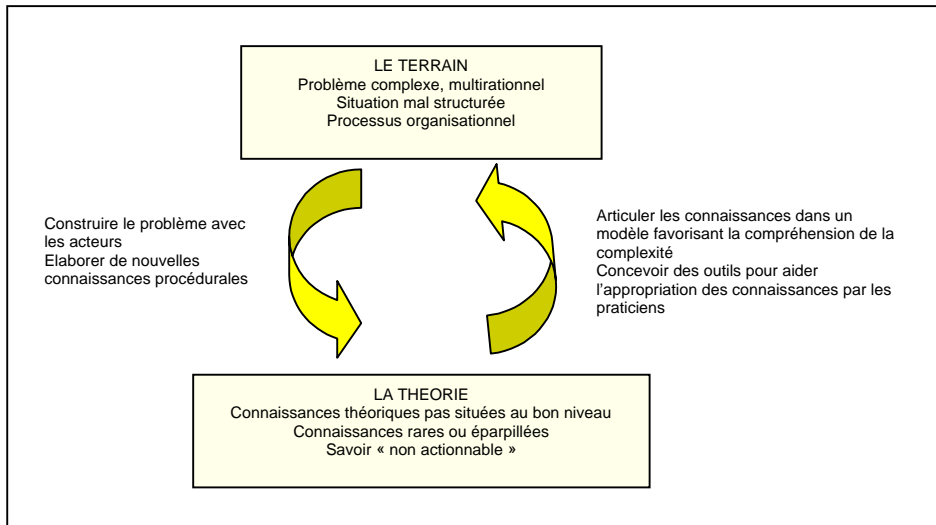 LE TERRAIN
Problème complexe, multirationnel
Situation mal structurée
Processus organisationnel
Construire le problème avec
les acteurs
Elaborer de nouvelles
connaissances procédurales
Articuler les connaissances dans un
modèle favorisant la compréhension de la
complexité
Concevoir des outils pour aider
l’appropriation des connaissances par les
praticiens
LA THEORIE
Connaissances théoriques pas situées au bon niveau
Connaissances rares ou éparpillées
Savoir « non actionnable »